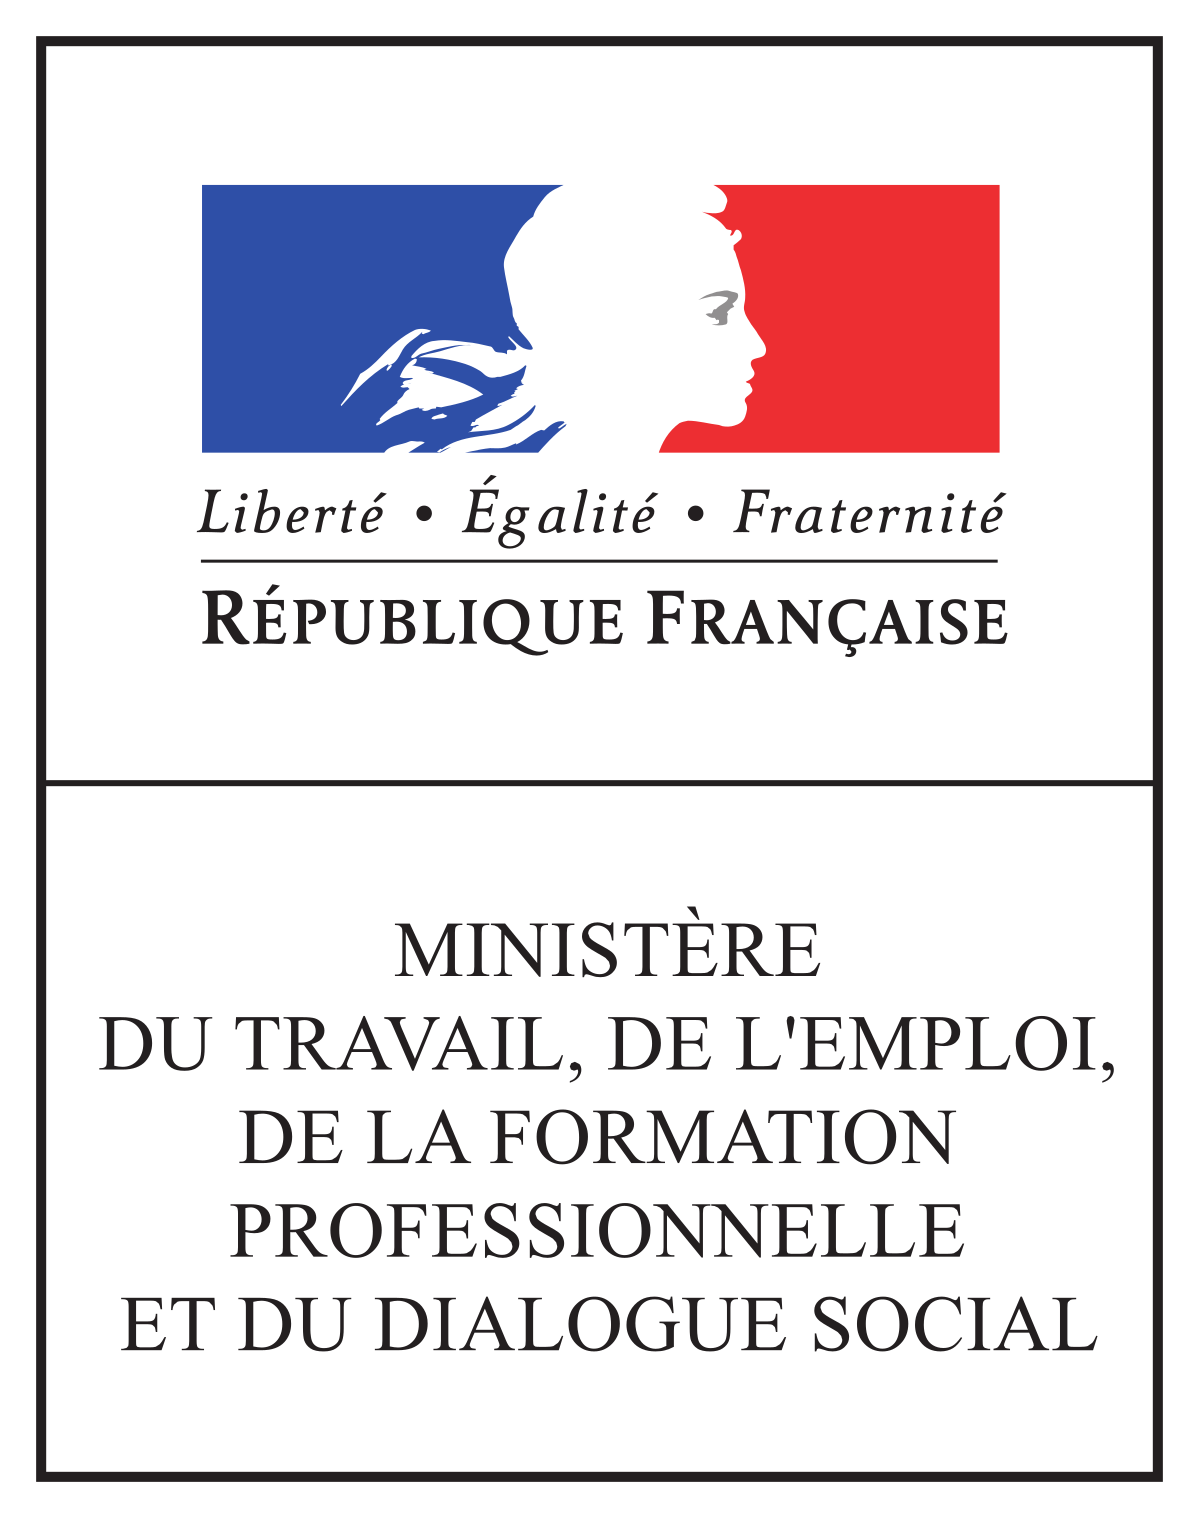 Liberté • Égalité • Fraternité
RÉPUBLIQUE FRANÇAISE
MINISTÈRE
DU TRAVAIL, DE L'EMPLOI,
DE LA FORMATION
PROFESSIONNELLE
ET DU DIALOGUE SOCIAL